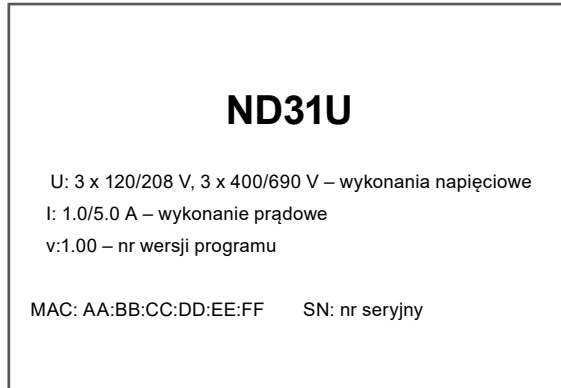 ND31U
U: 3 x 120/208 V, 3 x 400/690 V – wykonania napięciowe
I: 1.0/5.0 A – wykonanie prądowe
v:1.00 – nr wersji programu
MAC: AA:BB:CC:DD:EE:FF SN: nr seryjny